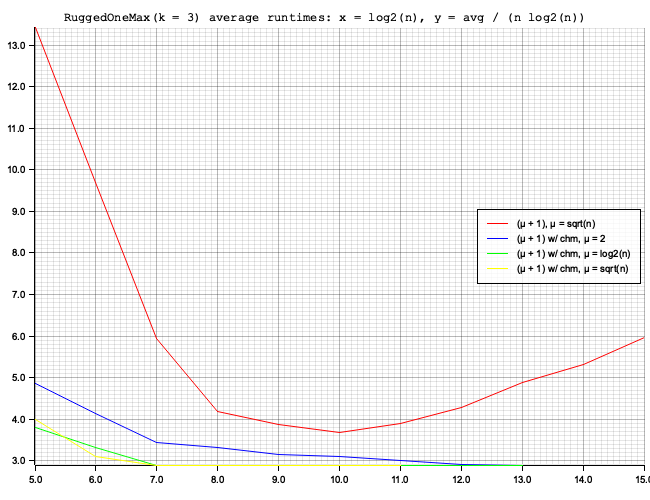 RuggedOneMax(k = 3) average runtimes: x = log2(n), y = avg / (n log2(n))
13.0
12.0
11.0
10.0
9.0
8.0
7.0
6.0
5.0
4.0
3.0
(μ + 1), μ = sqrt(n)
(μ + 1) w/ chm, μ = 2
(μ + 1) w/ chm, μ = log2(n)
(μ + 1) w/ chm, μ = sqrt(n)
5.0 6.0 7.0 8.0 9.0 10.0 11.0 12.0 13.0 14.0 15.0